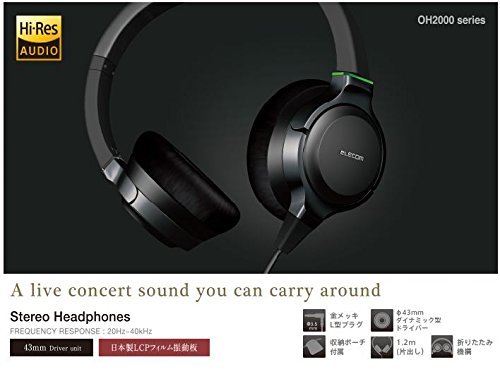 Hi-Res
AUDIO
OH2000 series
ELECOM
A live concert sound you can carry around
Stereo Headphones
FREQUENCY RESPONSE : 20Hz-40kHz
43mm Driver unit
日本製LCPフィルム振動板
Φ3.5
mm
金メッキ
L型プラグ
Φ43mm
ダイナミック型
ドライバー
収納ポーチ
付属
1.2m
(片出し)
折りたたみ
機構